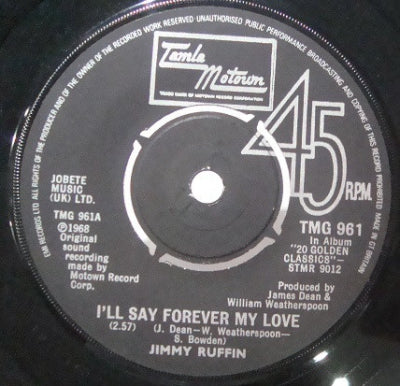 EMI RECORDS LTD ALL RIGHTS OF THE PRODUCER AND OF THE OWNER OF THE RECORDED WORK RESERVED UNAUTHORISED PUBLIC PERFORMANCE BROADCASTING AND COPYING OF THIS RECORD PROHIBITED MADE IN GT BRITAIN
Tamla
Motown
TRADE MARK OF MOTOWN RECORD CORPORATION
45
R.P.M.
JOBETE
MUSIC
(UK) LTD.
TMG 961A
℗1968
Original
sound
recording
made by
Motown Record
Corp.
TMG 961
In Album
"20 GOLDEN
CLASSICS"—
STMR 9012
Produced by
James Dean &
William Weatherspoon
I'LL SAY FOREVER MY LOVE
(2.57) (J. Dean—W. Weatherspoon—
S. Bowden)
JIMMY RUFFIN